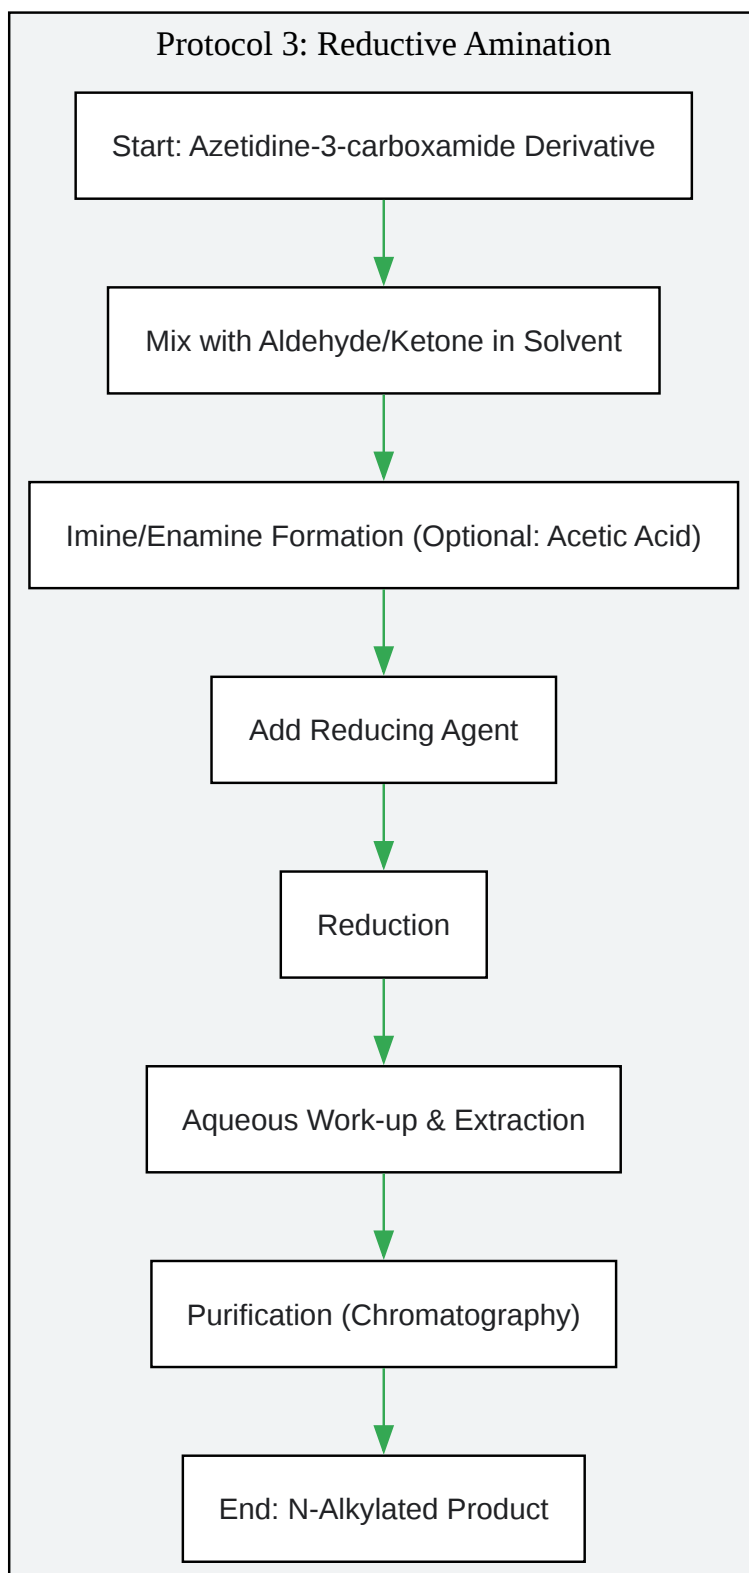 Protocol 3: Reductive Amination
Start: Azetidine-3-carboxamide Derivative
Mix with Aldehyde/Ketone in Solvent
Imine/Enamine Formation (Optional: Acetic Acid)
Add Reducing Agent
Reduction
Aqueous Work-up & Extraction
Purification (Chromatography)
End: N-Alkylated Product